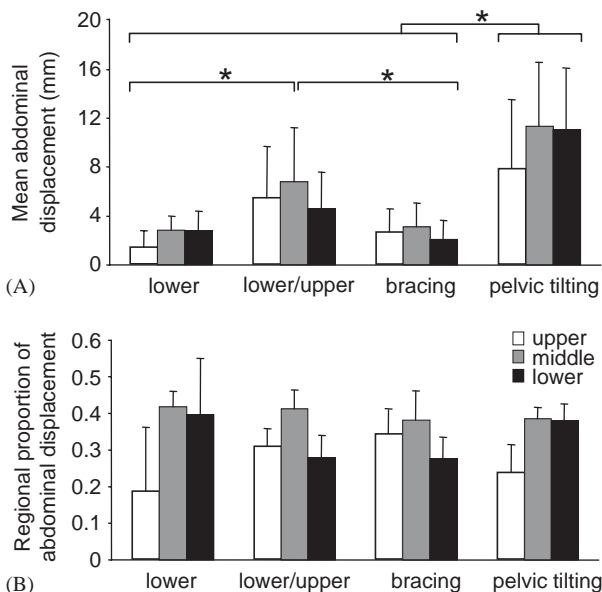 Mean abdominal
displacement (mm)
20
16
12
8
4
0
*
*
*
(A)
lower
lower/upper
bracing
pelvic tilting
Regional proportion of
abdominal displacement
0.6
0.5
0.4
0.3
0.2
0.1
0
upper
middle
lower
(B)
lower
lower/upper
bracing
pelvic tilting